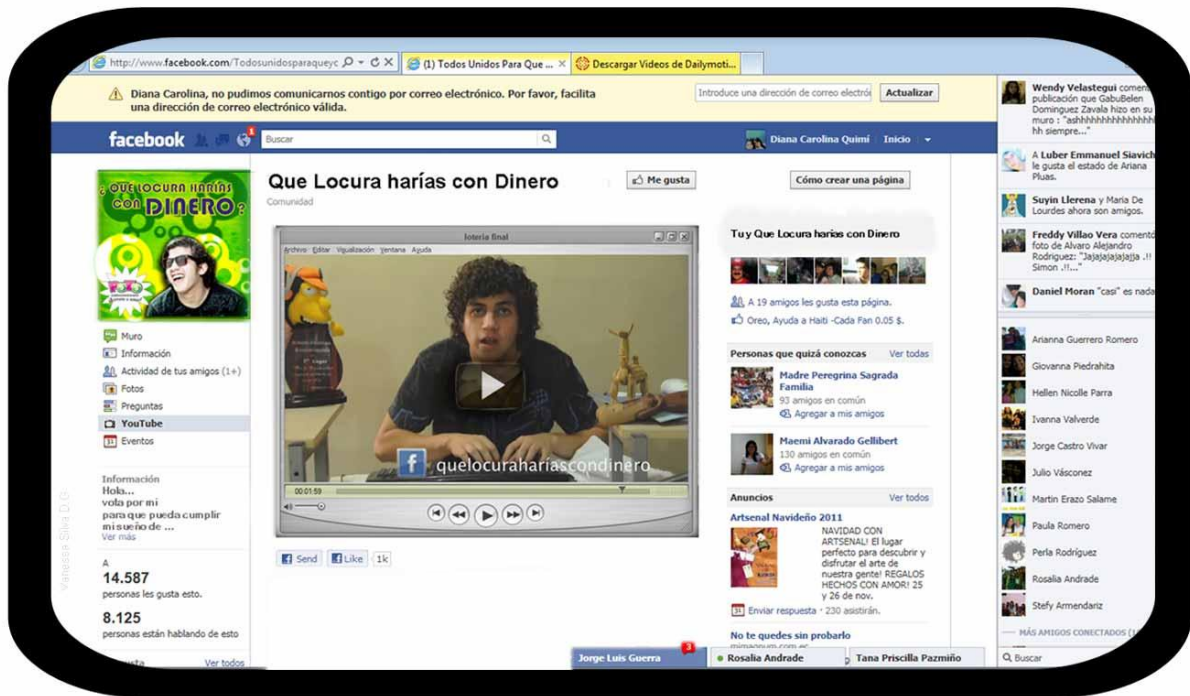 http://www.facebook.com/Todosunidosparaqueyc
(1) Todos Unidos Para Que ...
Descargar Videos de Dailymoti...
Diana Carolina, no pudimos comunicarnos contigo por correo electrónico. Por favor, facilita
una dirección de correo electrónico válida.
Introduce una dirección de correo electró
Actualizar
facebook
1
Buscar
Diana Carolina Quimí
Inicio
¿QUE LOCURA HARIAS
CON DINERO?
Muro
Información
Actividad de tus amigos (1+)
Fotos
Preguntas
YouTube
Eventos
Información
Hola...
vota por mi
para que pueda cumplir
mi sueño de ...
Ver más
A
14.587
personas les gusta esto.
8.125
personas están hablando de esto
Ver todos
Que Locura harías con Dinero
Me gusta
Comunidad
loteria final
Archivo Editar Visualización Ventana Ayuda
quelocuraharíascondinero
00:01:59
Send
Like
1k
Cómo crear una página
Tu y Que Locura harias con Dinero
A 19 amigos les gusta esta página.
Oreo, Ayuda a Haiti -Cada Fan 0.05 $.
Personas que quizá conozcas
Ver todas
Madre Peregrina Sagrada
Familia
93 amigos en común
Agregar a mis amigos
Maemi Alvarado Gellibert
130 amigos en común
Agregar a mis amigos
Anuncios
Ver todos
Artsenal Navideño 2011
NAVIDAD CON
ARTSENAL! El lugar
perfecto para descubrir y
disfrutar el arte de
nuestra gente! REGALOS
HECHOS CON AMOR! 25
y 26 de nov.
Enviar respuesta · 230 asistirán.
No te quedes sin probarlo
Wendy Velastegui coment
publicación que GabuBelen
Dominguez Zavala hizo en su
muro : "ashhhhhhhhhhhhhhhh
hh siempre..."
A Luber Emmanuel Siavich
le gusta el estado de Ariana
Pluas.
Suyin Llerena y Maria De
Lourdes ahora son amigos.
Freddy Villao Vera comentó
foto de Alvaro Alejandro
Rodriguez: "Jajajajajajajja .!!
Simon .!!..."
Daniel Moran "casi" es nada
Arianna Guerrero Romero
Giovanna Piedrahita
Hellen Nicolle Parra
Ivanna Valverde
Jorge Castro Vivar
Julio Vásconez
Martin Erazo Salame
Paula Romero
Perla Rodríguez
Rosalia Andrade
Stefy Armendariz
MÁS AMIGOS CONECTADOS
Buscar
Jorge Luis Guerra
3
Rosalia Andrade
Tana Priscilla Pazmiño
Vanessa Silva D.G